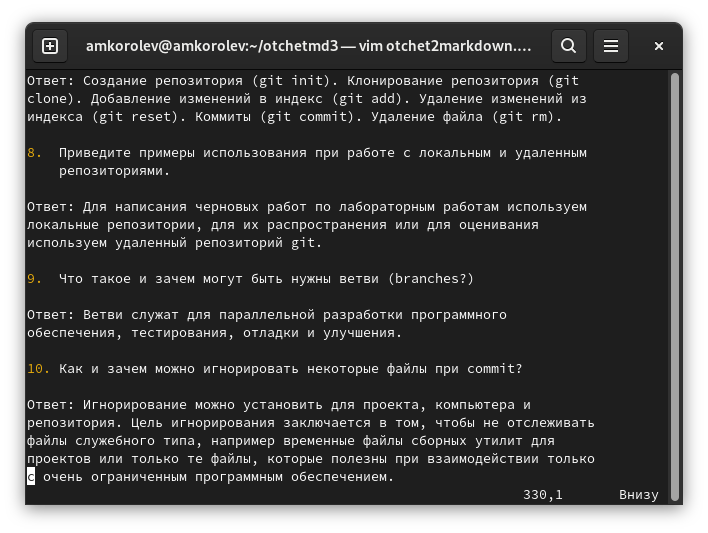 amkorolev@amkorolev:~/otchetmd3 — vim otchet2markdown.…
Ответ: Создание репозитория (git init). Клонирование репозитория (git
clone). Добавление изменений в индекс (git add). Удаление изменений из
индекса (git reset). Коммиты (git commit). Удаление файла (git rm).
8. Приведите примеры использования при работе с локальным и удаленным
репозиториями.
Ответ: Для написания черновых работ по лабораторным работам используем
локальные репозитории, для их распространения или для оценивания
используем удаленный репозиторий git.
9. Что такое и зачем могут быть нужны ветви (branches?)
Ответ: Ветви служат для параллельной разработки программного
обеспечения, тестирования, отладки и улучшения.
10. Как и зачем можно игнорировать некоторые файлы при commit?
Ответ: Игнорирование можно установить для проекта, компьютера и
репозитория. Цель игнорирования заключается в том, чтобы не отслеживать
файлы служебного типа, например временные файлы сборных утилит для
проектов или только те файлы, которые полезны при взаимодействии только
с очень ограниченным программным обеспечением.
330,1 Внизу